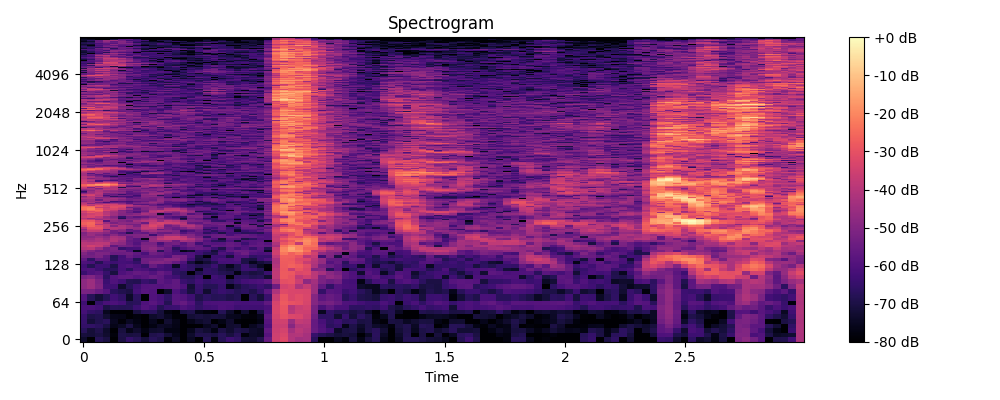 Spectrogram
Hz
4096
2048
1024
512
256
128
64
0
0
0.5
1
1.5
2
2.5
Time
+0 dB
-10 dB
-20 dB
-30 dB
-40 dB
-50 dB
-60 dB
-70 dB
-80 dB